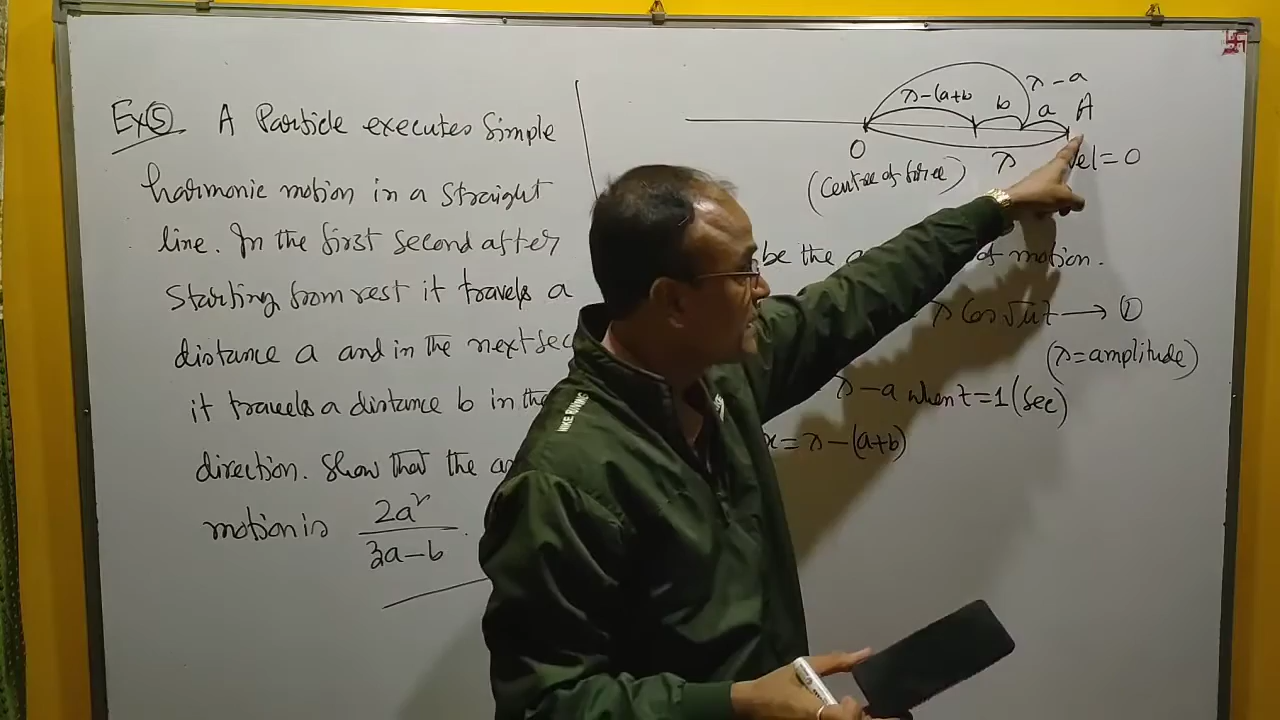 Ex⑤ A Particle executes Simple
harmonic motion in a straight
line. In the first second after
starting from rest it travels a
distance a and in the next sec
it travels a distance b in the
direction. Show that the
motion is 2a²/3a-b.
r-a
r-(a+b b a A
O r Vel=0
(Centre of force)
be the of motion.
r Cos√μt → ①
(r=amplitude)
r-a when t=1(sec)
x=r-(a+b)
NIKE RUNNING